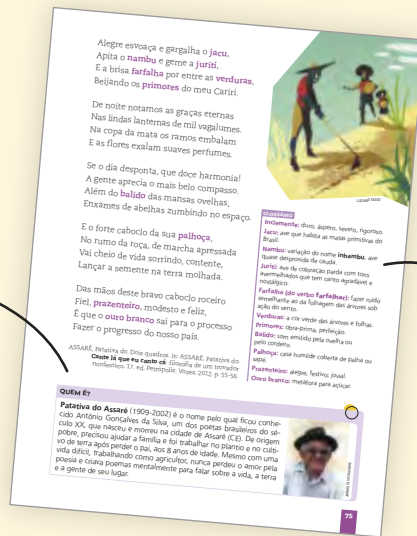 Alegre esvoaça e gargalha o jacu,
Apita o nambu e geme a juriti,
E a brisa farfalha por entre as verduras,
Beijando os primores do meu Cariri.
De noite notamos as graças eternas
Nas lindas lanternas de mil vagalumes.
Na copa da mata os ramos embalam
E as flores exalam suaves perfumes.
Se o dia desponta, que doce harmonia!
A gente aprecia o mais belo compasso.
Além do balido das mansas ovelhas,
Enxames de abelhas zumbindo no espaço.
E o forte caboclo da sua palhoça,
No rumo da roça, de marcha apressada
Vai cheio de vida sorrindo, contente,
Lançar a semente na terra molhada.
Das mãos deste bravo caboclo roceiro
Fiel, prazenteiro, modesto e feliz,
É que o ouro branco sai para o processo
Fazer o progresso do nosso país.
ASSARÉ, Patativa do. Dois quadros. In: ASSARÉ, Patativa do.
Cante lá que eu canto cá: filosofia de um trovador
nordestino. 17. ed. Petrópolis: Vozes, 2012. p. 55-56.
GLOSSÁRIO
Inclemente: duro, áspero, severo, rigoroso.
Jacu: ave que habita as matas primitivas do
Brasil.
Nambu: variação do nome inhambu, ave
quase desprovida de cauda.
Juriti: ave de coloração parda com tons
avermelhados que tem canto agradável e
nostálgico.
Farfalha (do verbo farfalhar): fazer ruído
semelhante ao da folhagem das árvores sob
ação do vento.
Verduras: a cor verde das árvores e folhas.
Primores: obra-prima, perfeição.
Balido: som emitido pela ovelha ou
pelo cordeiro.
Palhoça: casa humilde coberta de palha ou
sapé.
Prazenteiro: alegre, festivo, jovial.
Ouro branco: metáfora para açúcar.
QUEM É?
Patativa do Assaré (1909-2002) é o nome pelo qual ficou conhe-
cido Antônio Gonçalves da Silva, um dos poetas brasileiros do sé-
culo XX, que nasceu e morreu na cidade de Assaré (CE). De origem
pobre, precisou ajudar a família e foi trabalhar no plantio e no culti-
vo de terra após perder o pai, aos 8 anos de idade. Mesmo com uma
vida difícil, trabalhando como agricultor, nunca perdeu o amor pela
poesia e criava poemas mentalmente para falar sobre a vida, a terra
e a gente de seu lugar.
75